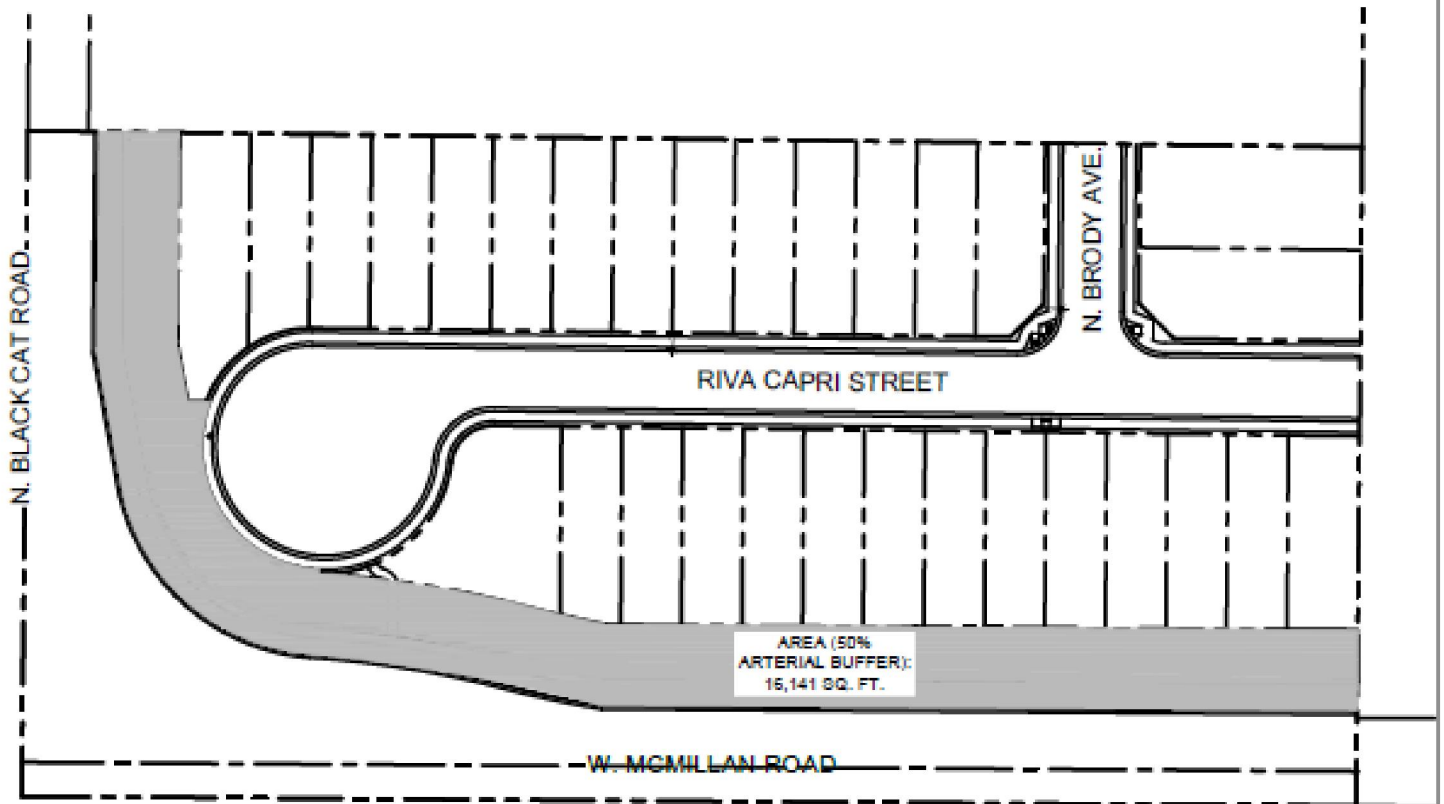 N. BLACK CAT ROAD
N. BRODY AVE.
RIVA CAPRI STREET
AREA (50%
ARTERIAL BUFFER):
16,141 SQ. FT.
W. MCMILLAN ROAD